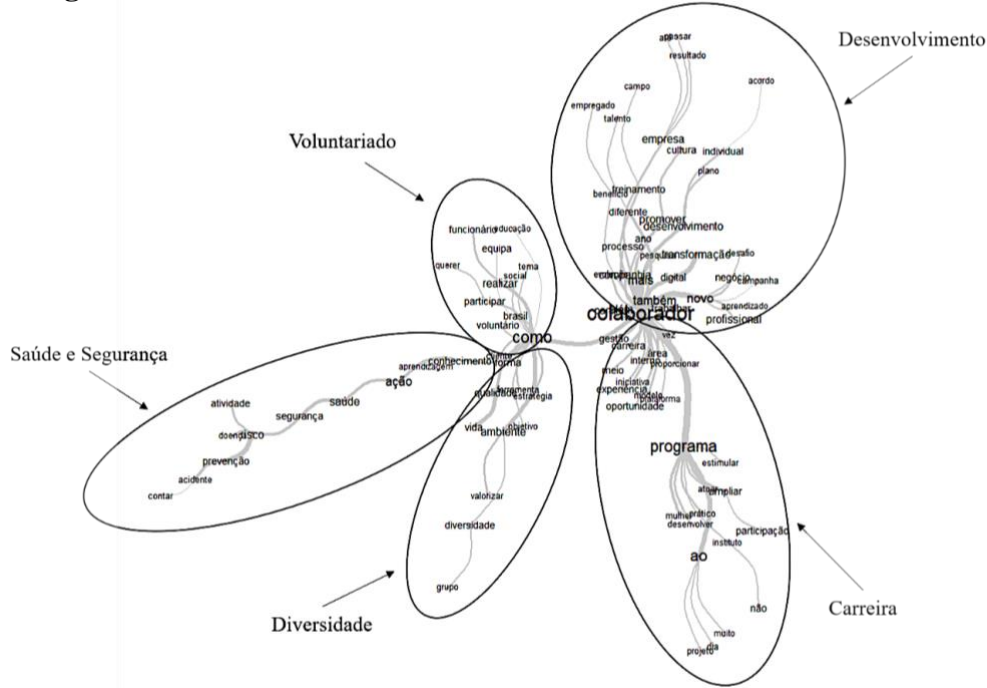 Desenvolvimento
passar
resultado
acordo
campo
empregado
talento
empresa
cultura individual
plano
treinamento
benefício
diferente
promover
desenvolvimento
ano
processo
transformação
desafio
mais
digital
negócio
campanha
também
novo
aprendizado
colaborador
profissional
Voluntariado
funcionário
educação
equipa
querer
tema
social
realizar
participar
brasil
voluntário
como
Saúde e Segurança
conhecimento
forma
aprendizagem
ação
saúde
atividade
segurança
prevenção
acidente
contar
qualidade
ferramenta
estratégia
vida
ambiente
objetivo
valorizar
diversidade
grupo
Diversidade
gestão
vez
carreira
área
interno
proporcionar
meio
iniciativa
experiência
modelo
plataforma
oportunidade
programa
estimular
ampliar
mulher
prático
desenvolver
participação
instituto
ao
não
muito
dia
projeto
Carreira